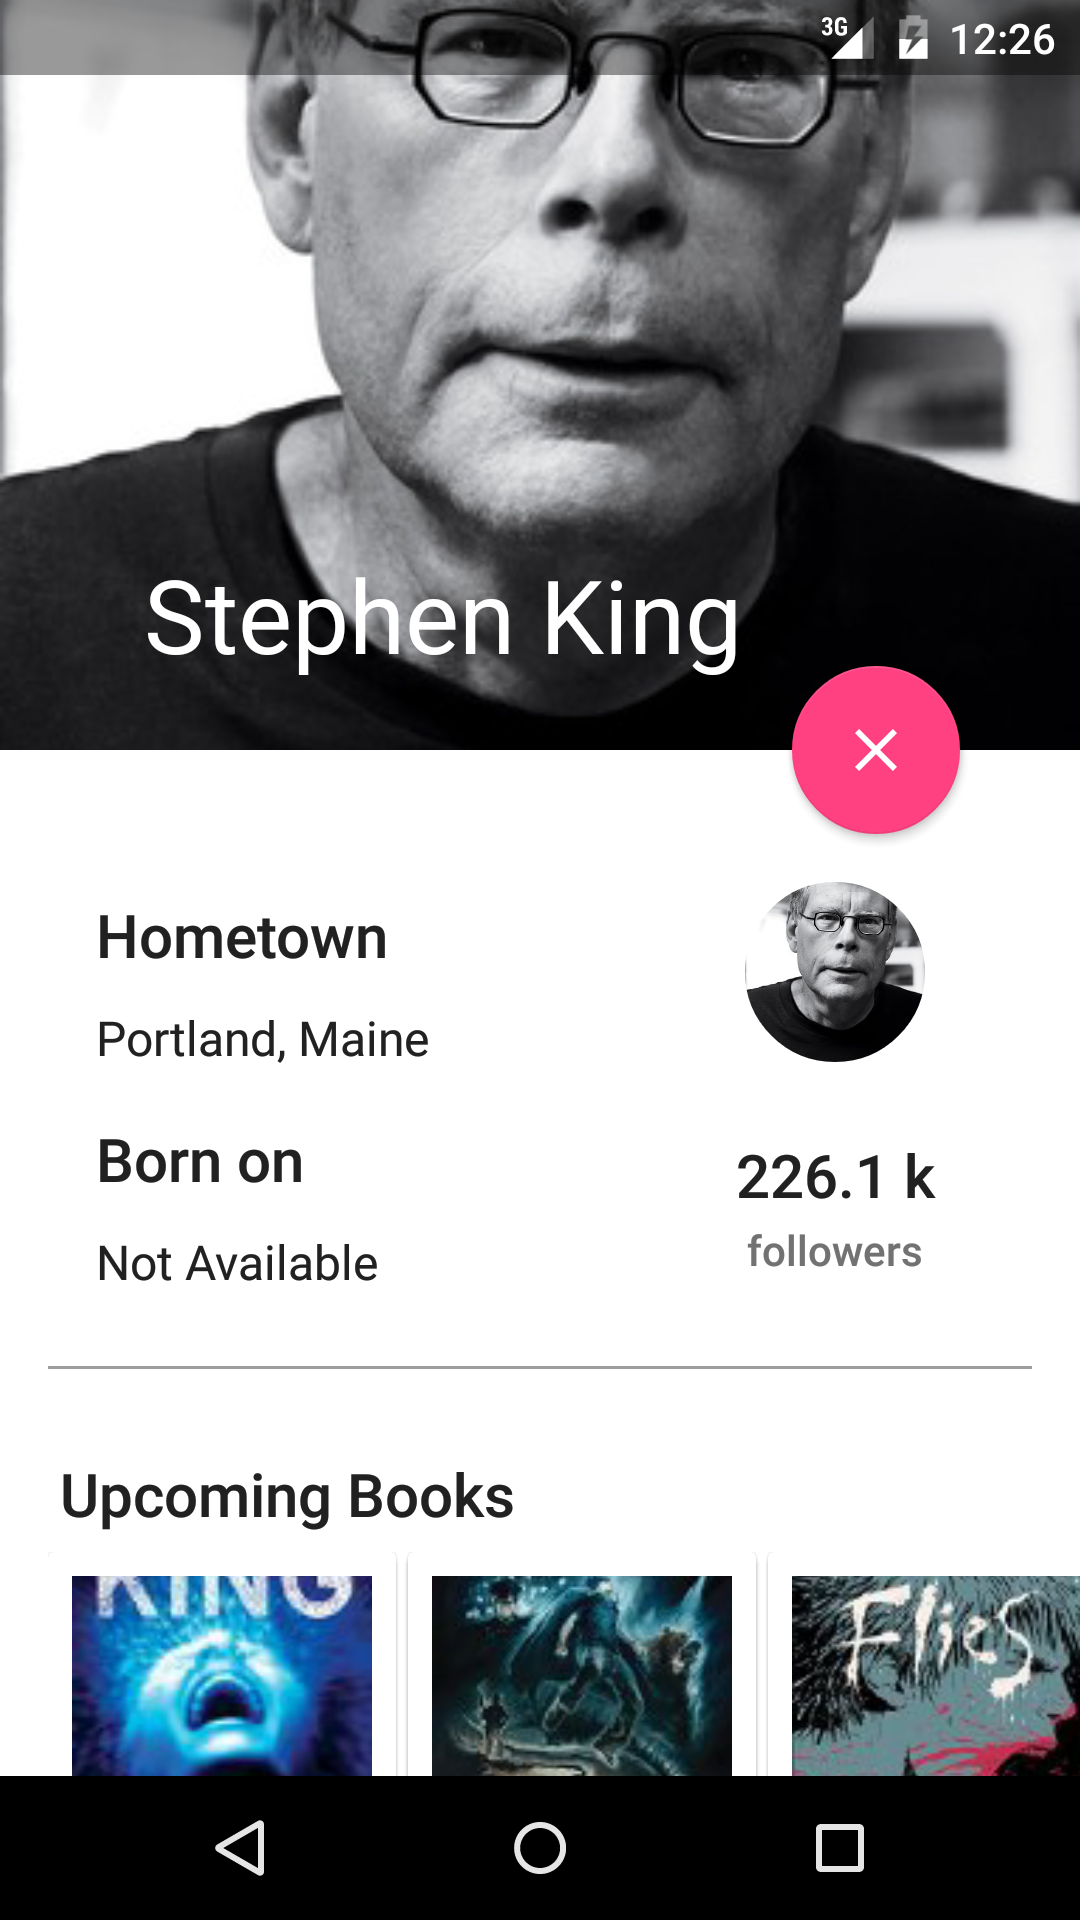 3G 12:26
Stephen King
Hometown
Portland, Maine
Born on
226.1 k
Not Available
followers
Upcoming Books
KING
Flies